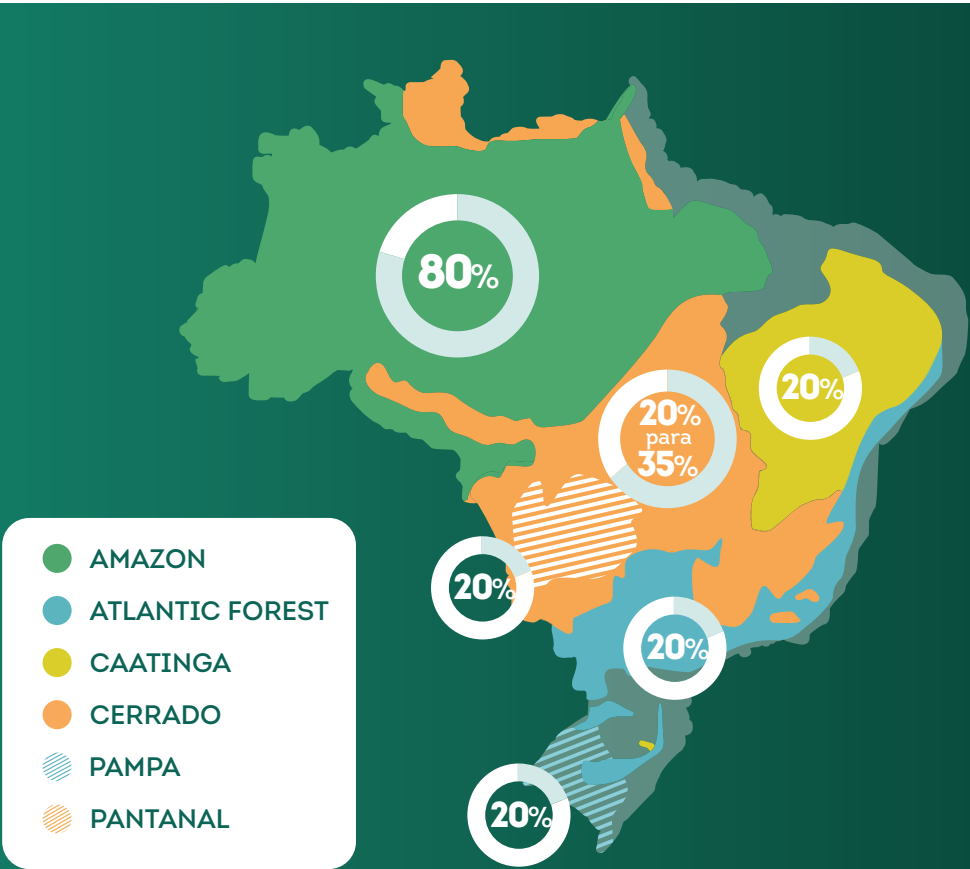 80%
20%
20%
para
35%
20%
20%
20%
AMAZON
ATLANTIC FOREST
CAATINGA
CERRADO
PAMPA
PANTANAL